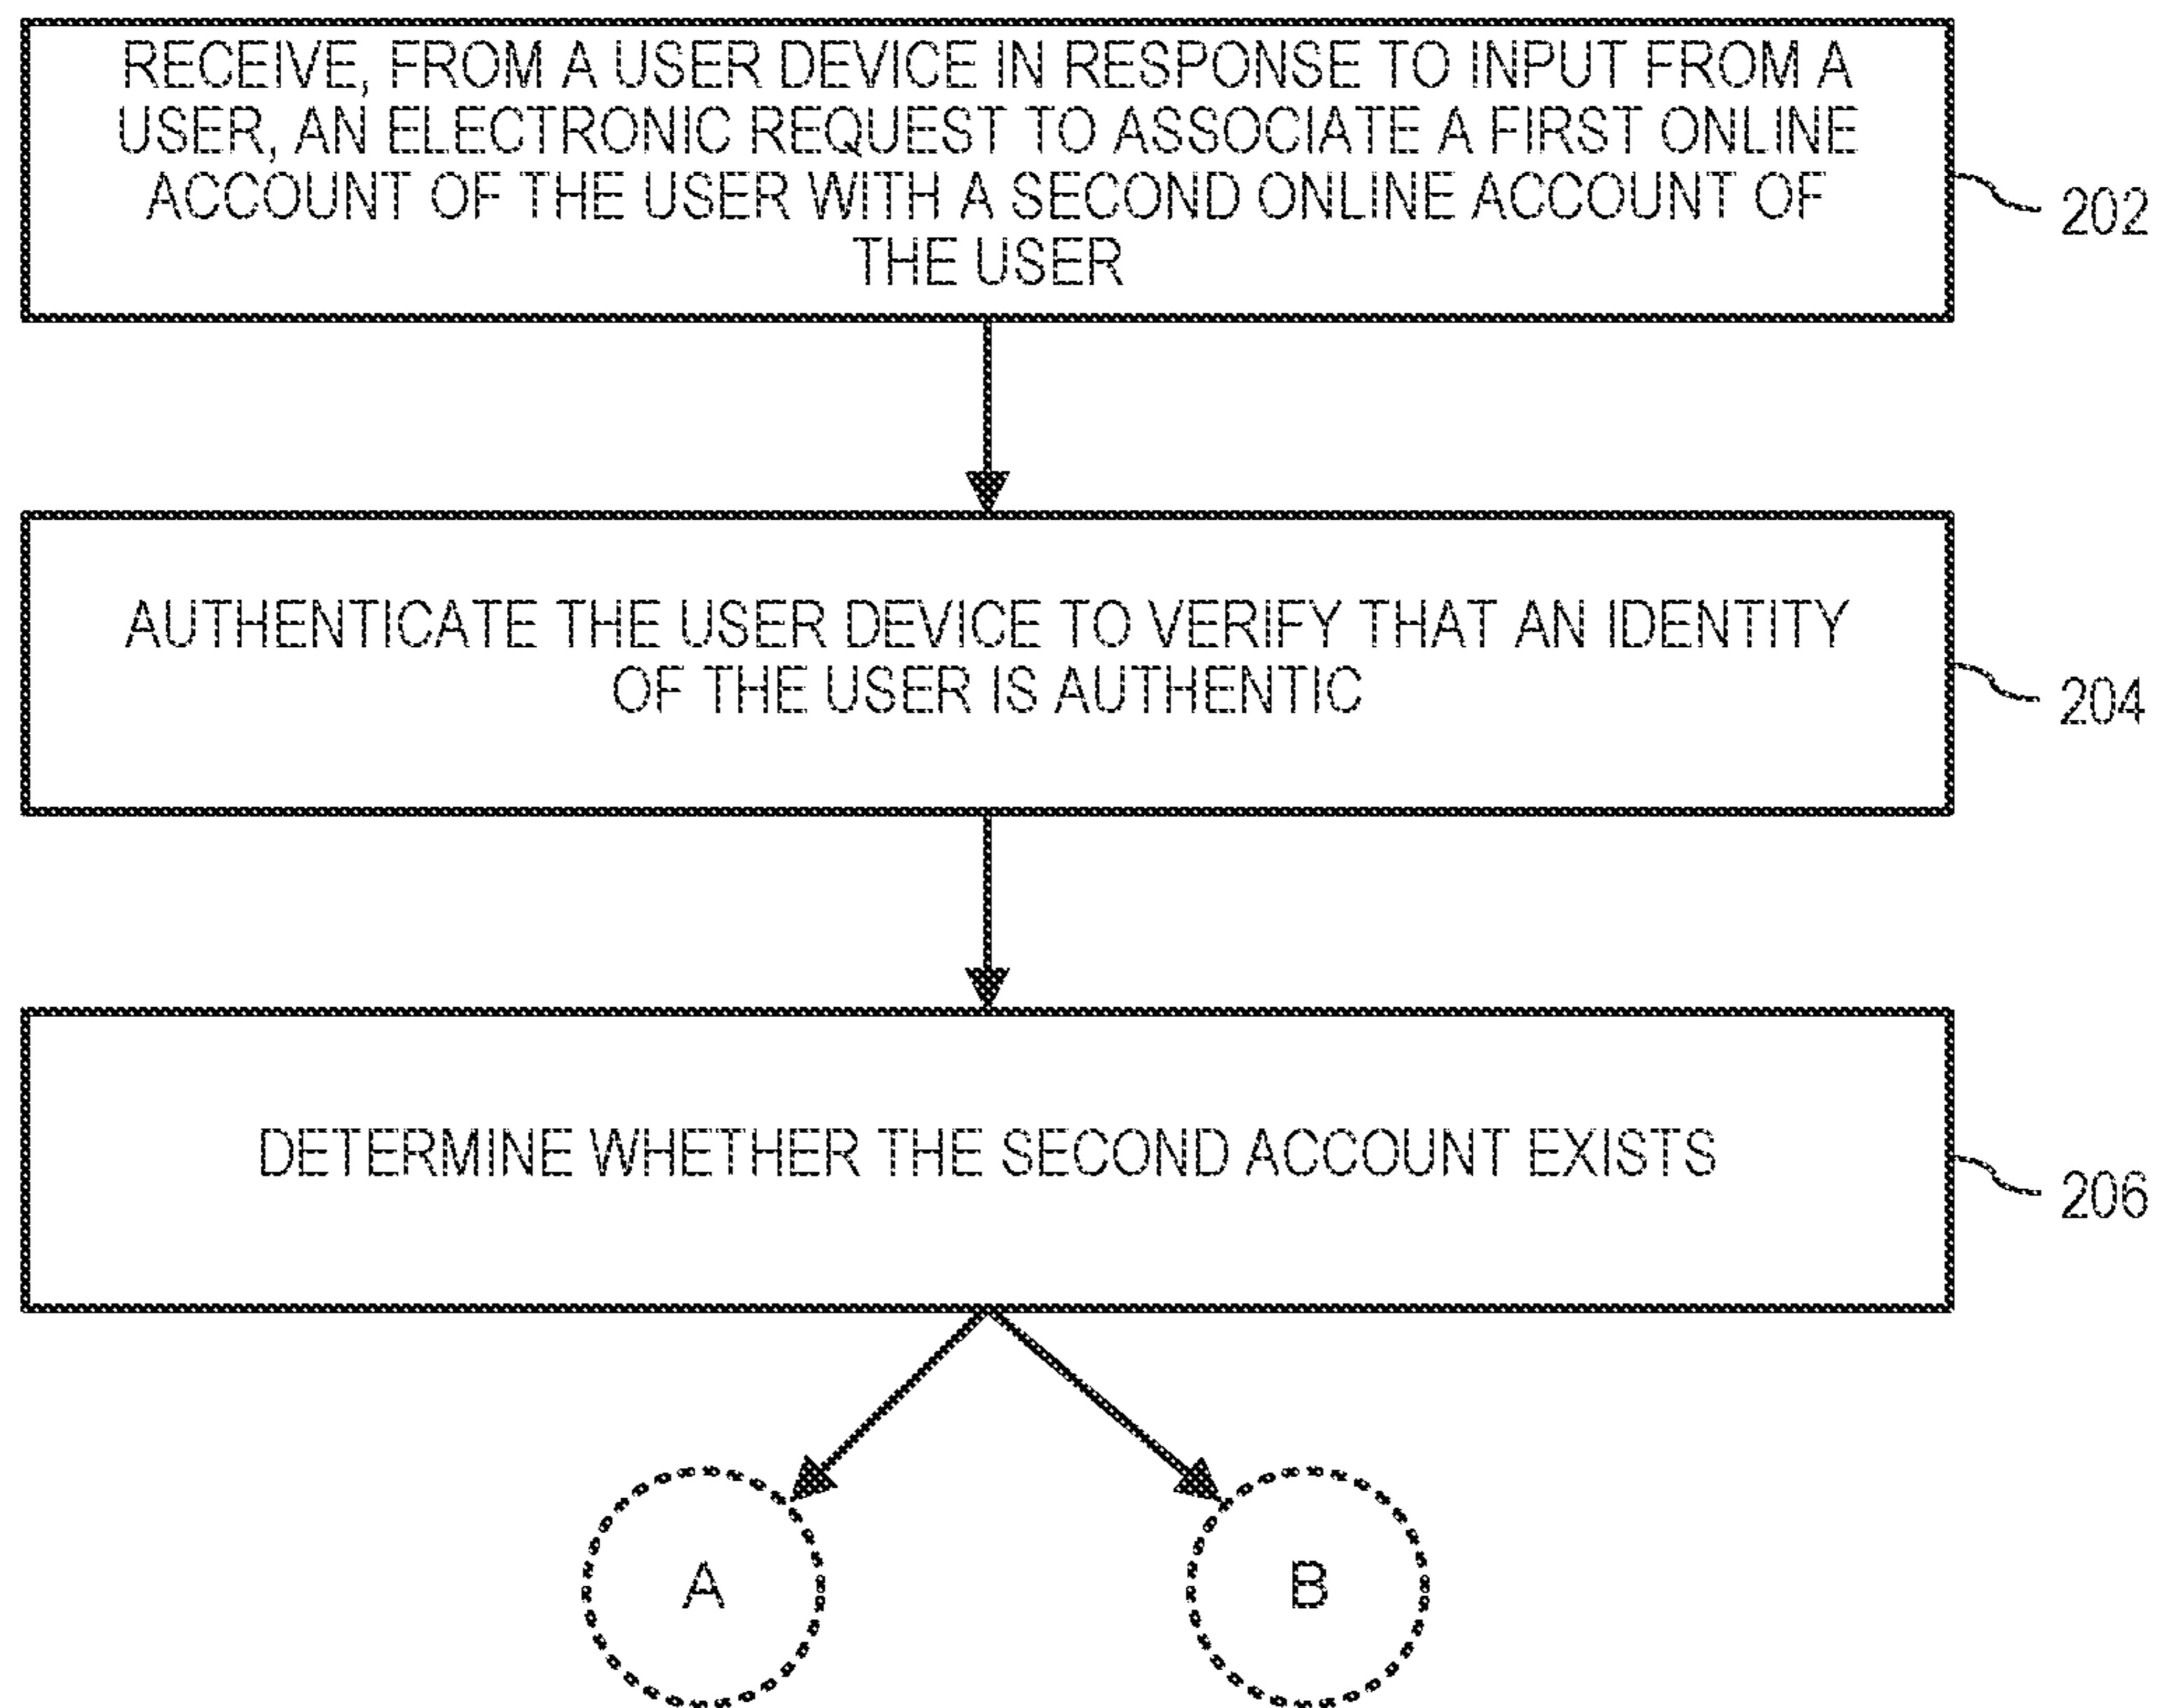 RECEIVE, FROM A USER DEVICE IN RESPONSE TO INPUT FROM A
USER, AN ELECTRONIC REQUEST TO ASSOCIATE A FIRST ONLINE
ACCOUNT OF THE USER WITH A SECOND ONLINE ACCOUNT OF
THE USER
202
AUTHENTICATE THE USER DEVICE TO VERIFY THAT AN IDENTITY
OF THE USER IS AUTHENTIC
204
DETERMINE WHETHER THE SECOND ACCOUNT EXISTS
206
A
B